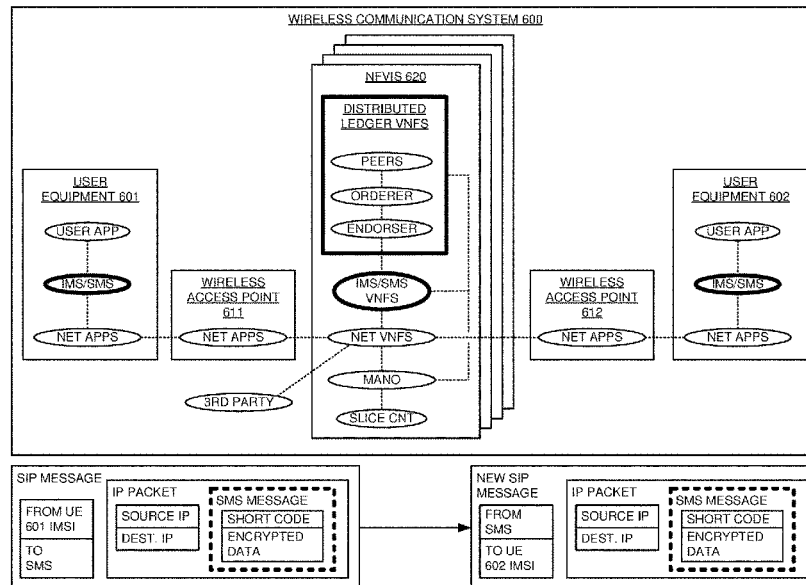 WIRELESS COMMUNICATION SYSTEM 600
NFVIS 620
DISTRIBUTED
LEDGER VNFS
PEERS
ORDERER
ENDORSER
IMS/SMS
VNFS
NET VNFS
MANO
SLICE CNT
USER
EQUIPMENT 601
USER APP
IMS/SMS
NET APPS
WIRELESS
ACCESS POINT
611
NET APPS
3RD PARTY
WIRELESS
ACCESS POINT
612
NET APPS
USER
EQUIPMENT 602
USER APP
IMS/SMS
NET APPS
SIP MESSAGE
FROM UE
601 IMSI
TO
SMS
IP PACKET
SOURCE IP
DEST. IP
SMS MESSAGE
SHORT CODE
ENCRYPTED
DATA
NEW SIP
MESSAGE
FROM
SMS
TO UE
602 IMSI
IP PACKET
SOURCE IP
DEST. IP
SMS MESSAGE
SHORT CODE
ENCRYPTED
DATA